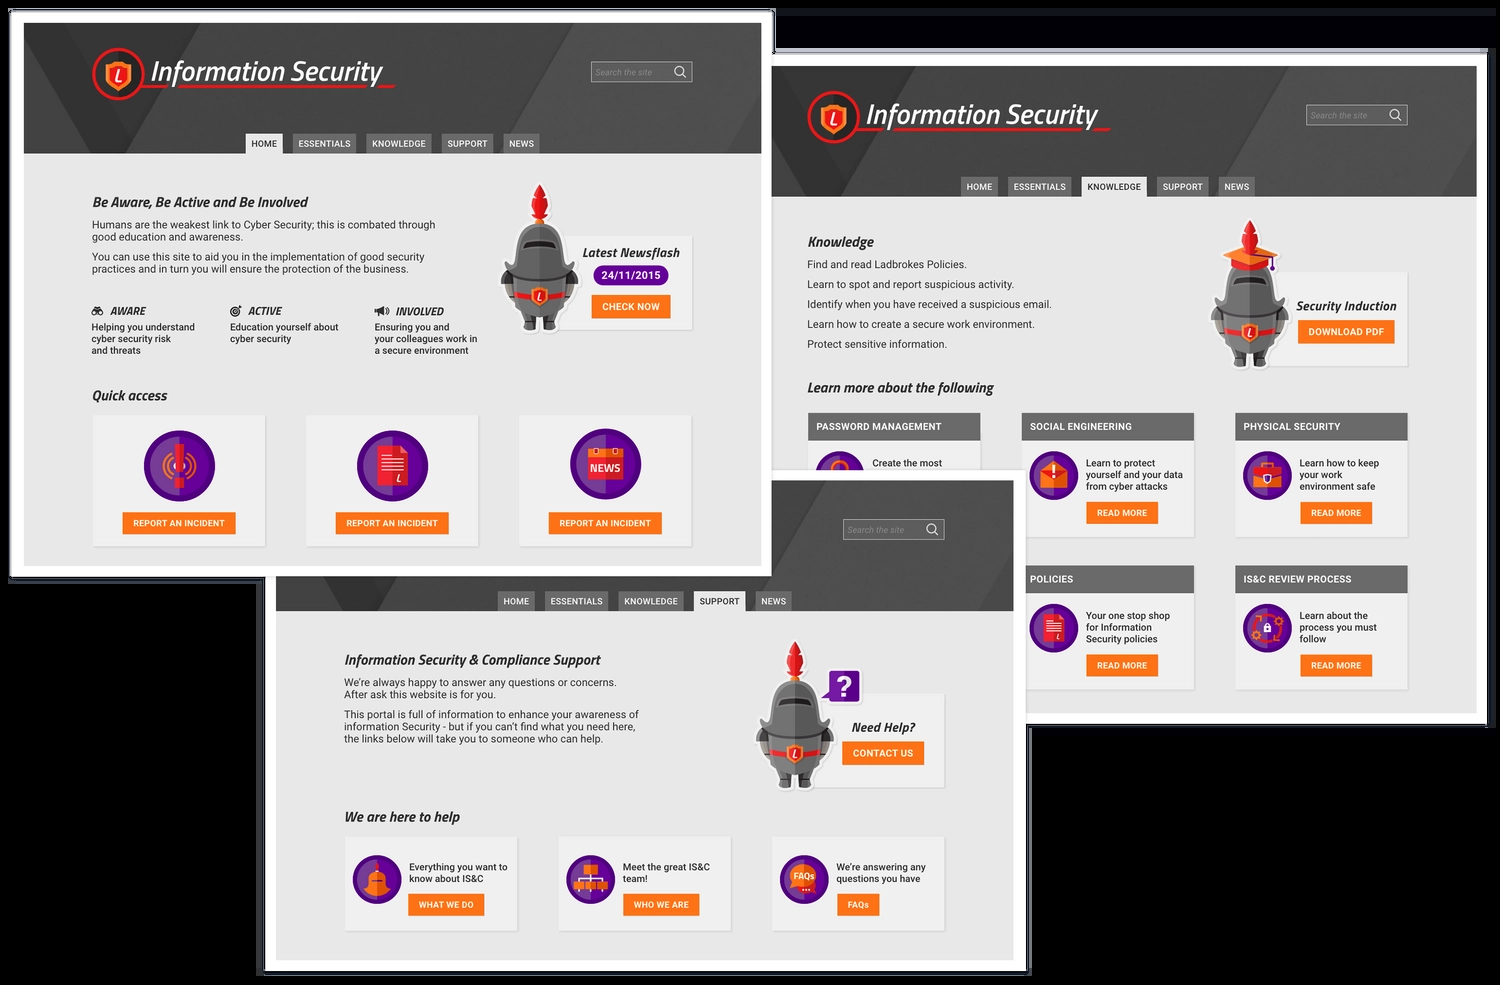 Information Security
Search the site
HOME
ESSENTIALS
KNOWLEDGE
SUPPORT
NEWS
Be Aware, Be Active and Be Involved
Humans are the weakest link to Cyber Security; this is combated through
good education and awareness.
You can use this site to aid you in the implementation of good security
practices and in turn you will ensure the protection of the business.
AWARE
Helping you understand
cyber security risk
and threats
ACTIVE
Education yourself about
cyber security
INVOLVED
Ensuring you and
your colleagues work in
a secure environment
Latest Newsflash
24/11/2015
CHECK NOW
Quick access
REPORT AN INCIDENT
REPORT AN INCIDENT
NEWS
REPORT AN INCIDENT
Information Security
Search the site
HOME
ESSENTIALS
KNOWLEDGE
SUPPORT
NEWS
Knowledge
Find and read Ladbrokes Policies.
Learn to spot and report suspicious activity.
Identify when you have received a suspicious email.
Learn how to create a secure work environment.
Protect sensitive information.
Security Induction
DOWNLOAD PDF
Learn more about the following
PASSWORD MANAGEMENT
Create the most
SOCIAL ENGINEERING
Learn to protect
yourself and your data
from cyber attacks
READ MORE
PHYSICAL SECURITY
Learn how to keep
your work
environment safe
READ MORE
POLICIES
Your one stop shop
for Information
Security policies
READ MORE
IS&C REVIEW PROCESS
Learn about the
process you must
follow
READ MORE
Search the site
HOME
ESSENTIALS
KNOWLEDGE
SUPPORT
NEWS
Information Security & Compliance Support
We're always happy to answer any questions or concerns.
After ask this website is for you.
This portal is full of information to enhance your awareness of
information Security - but if you can't find what you need here,
the links below will take you to someone who can help.
?
Need Help?
CONTACT US
We are here to help
Everything you want to
know about IS&C
WHAT WE DO
Meet the great IS&C
team!
WHO WE ARE
FAQs
We're answering any
questions you have
FAQs